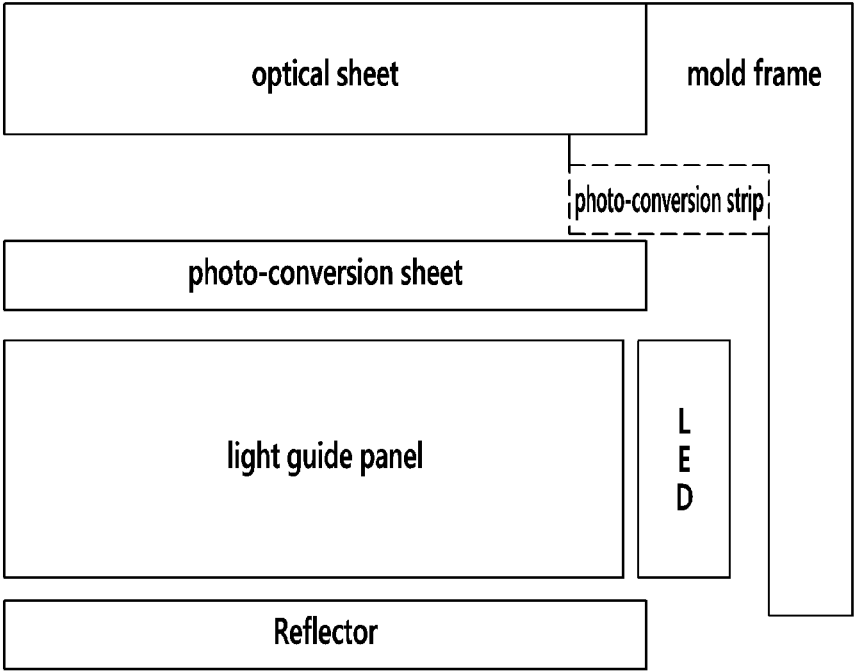 optical sheet
mold frame
photo-conversion strip
photo-conversion sheet
light guide panel
L
E
D
Reflector